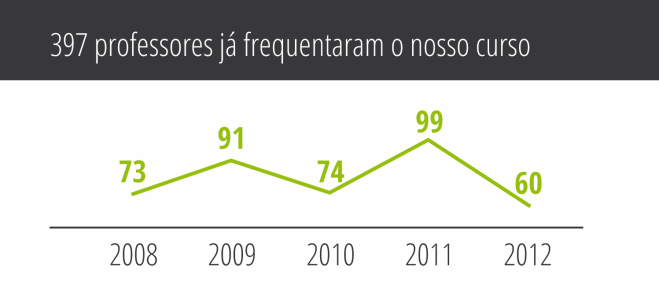 397 professores já frequentaram o nosso curso
73 91 74 99 60
2008 2009 2010 2011 2012